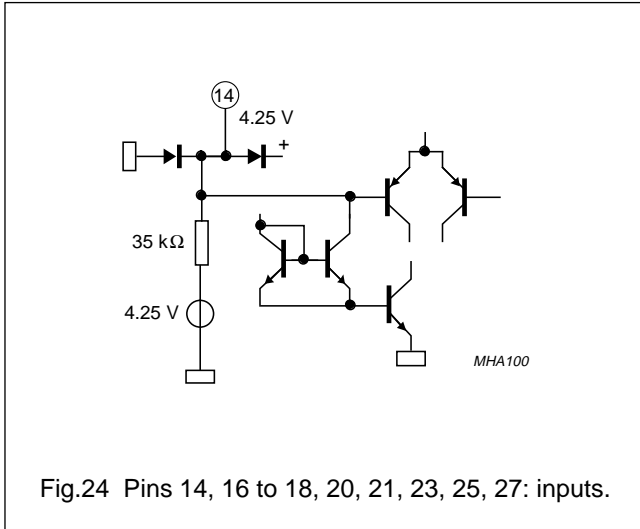 14
4.25 V
+
35 kΩ
4.25 V
MHA100
Fig.24 Pins 14, 16 to 18, 20, 21, 23, 25, 27: inputs.